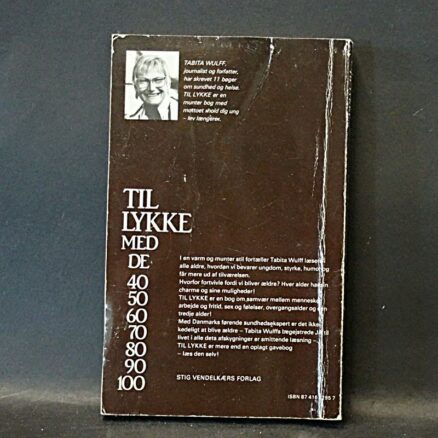 TABITA WULFF,
journalist og forfatter,
har skrevet 11 bøger
om sundhed og helse.
TIL LYKKE er en
munter bog med
mottoet »hold dig ung
– lev længere«.
TIL
LYKKE
MED
DE
40
50
60
70
80
90
100
I en varm og munter stil fortæller Tabita Wulff
alle aldre, hvordan vi bevarer ungdom, styrke, humor og
får mere ud af tilværelsen.
Hvorfor fortvivle fordi vi bliver ældre? Hver alder har sin
charme og sine muligheder!
TIL LYKKE er en bog om samvær mellem mennesker,
arbejde og fritid, sex og følelser, overgangsalder og den
tredje alder!
Med Danmarks førende sundhedsekspert er det ikke
kedeligt at blive ældre – Tabita Wulffs begejstrede JA til
livet i alle dets afskygninger er smittende læsning –
TIL LYKKE er mere end en oplagt gavebog
– læs den selv!
STIG VENDELKÆRS FORLAG
ISBN 87 416